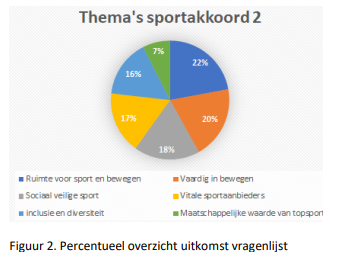 Thema's sportakkoord 2
7%
22%
16%
17%
20%
18%
Ruimte voor sport en bewegen
Vaardig in bewegen
Sociaal veilige sport
Vitale sportaanbieders
inclusie en diversiteit
Maatschappelijke waarde van topsport
Figuur 2. Percentueel overzicht uitkomst vragenlijst